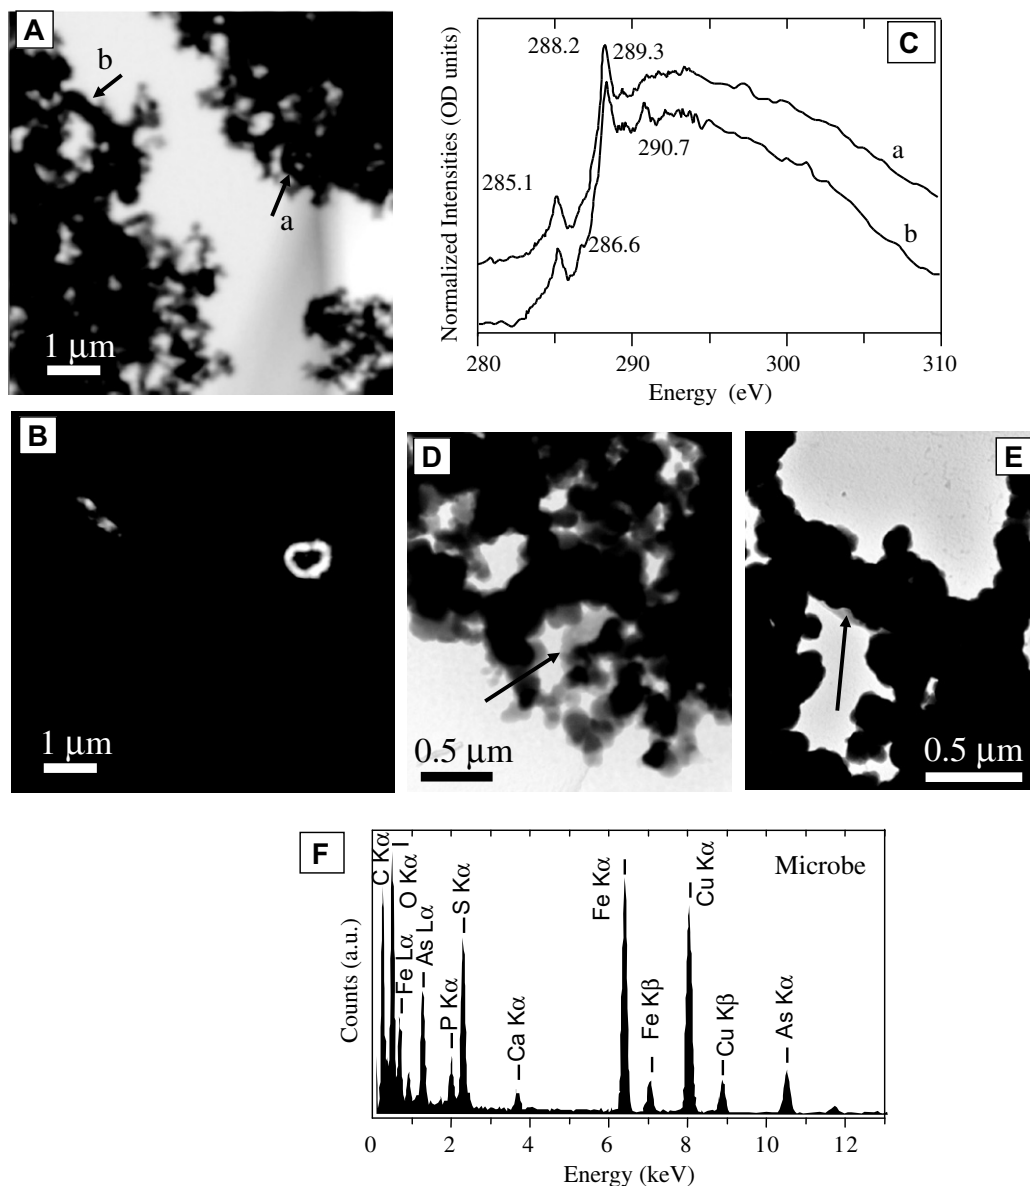 A
b
a
1 μm
C
288.2
289.3
290.7
285.1
286.6
a
b
Normalized Intensities (OD units)
280
290
300
310
Energy (eV)
B
1 μm
D
0.5 μm
E
0.5 μm
F
Microbe
C Kα
O Kα
Fe Lα
As Lα
P Kα
S Kα
Ca Kα
Fe Kα
Fe Kβ
Cu Kα
Cu Kβ
As Kα
Counts (a.u.)
0
2
4
6
8
10
12
Energy (keV)